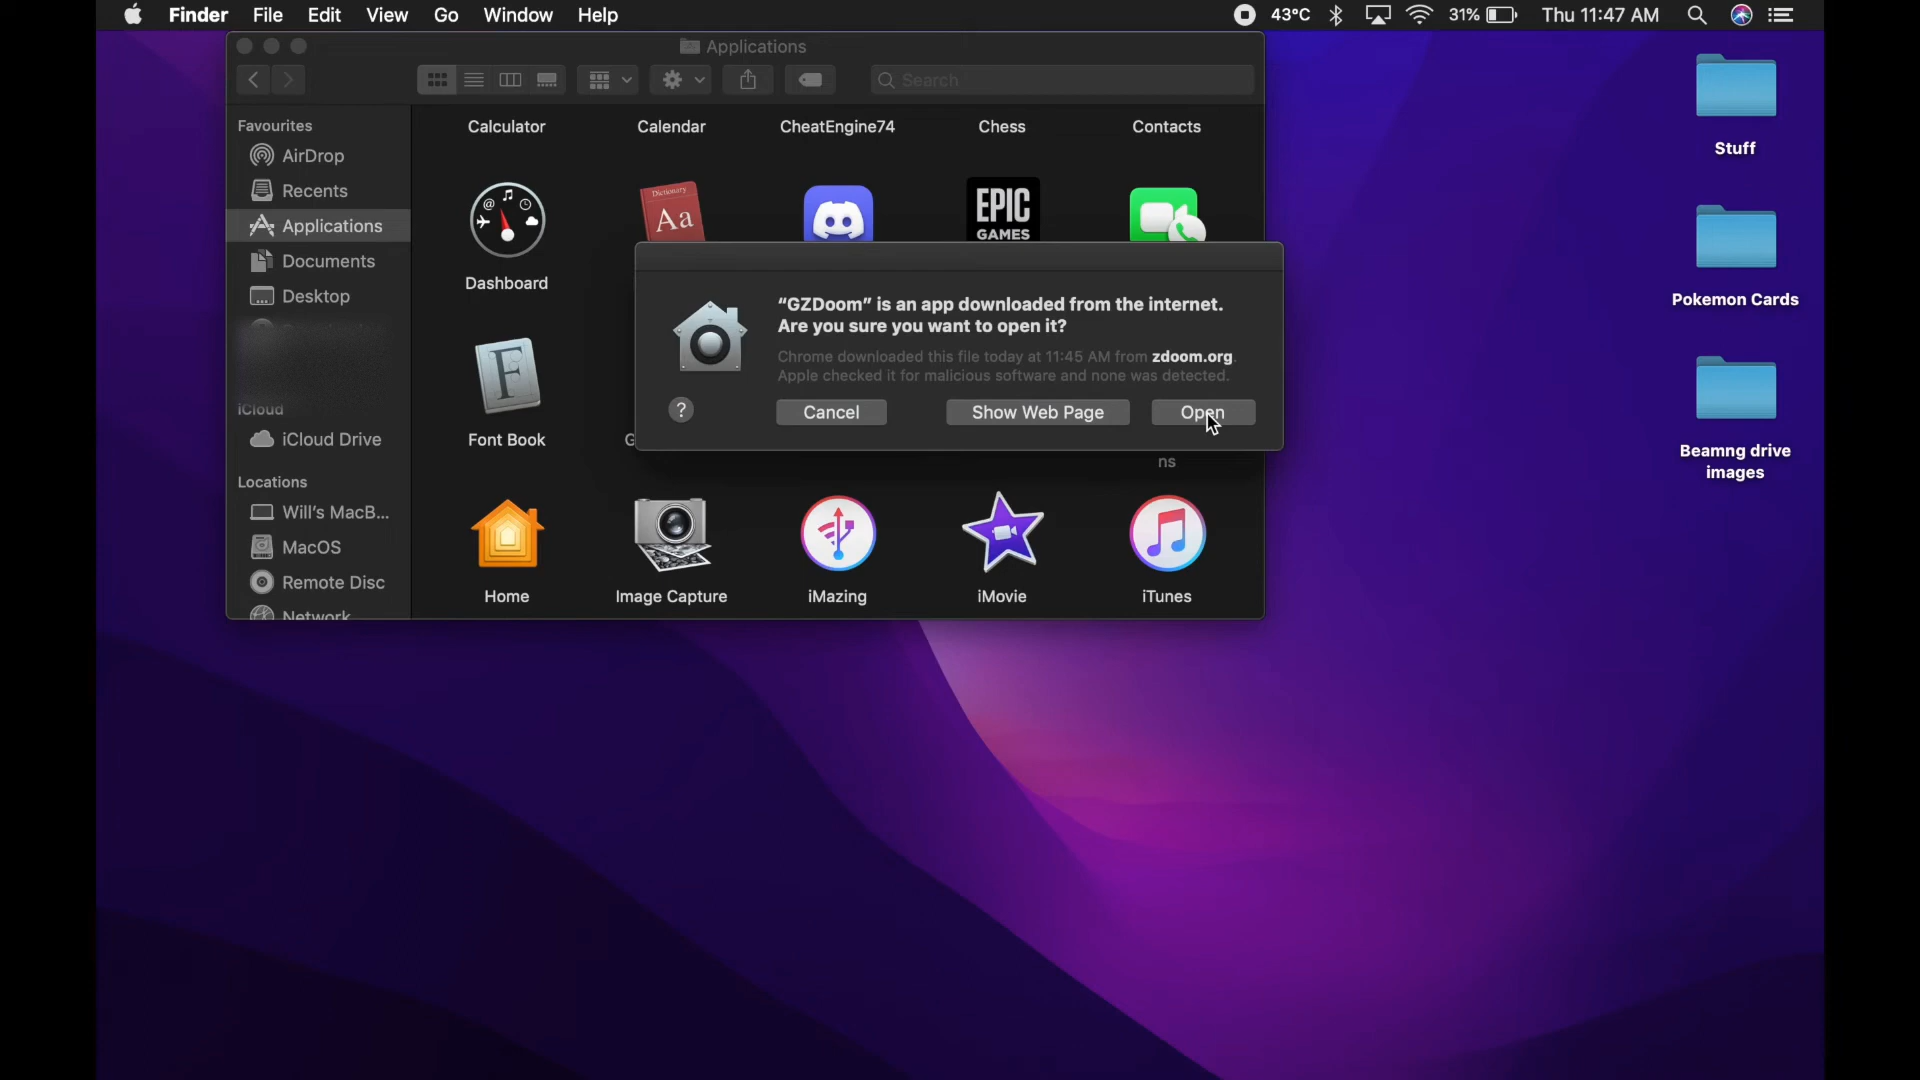 Finder File Edit View Go Window Help
43°C 31% Thu 11:47 AM
Applications
Search
Favourites
AirDrop
Recents
Applications
Documents
Desktop
iCloud
iCloud Drive
Locations
Will's MacB...
MacOS
Remote Disc
Network
Calculator Calendar CheatEngine74 Chess Contacts
Dictionary
Aa
EPIC
GAMES
Dashboard
"GZDoom" is an app downloaded from the internet.
Are you sure you want to open it?
Chrome downloaded this file today at 11:45 AM from zdoom.org.
Apple checked it for malicious software and none was detected.
? Cancel Show Web Page Open
F
Font Book G
ns
Home Image Capture iMazing iMovie iTunes
Stuff
Pokemon Cards
Beamng drive
images